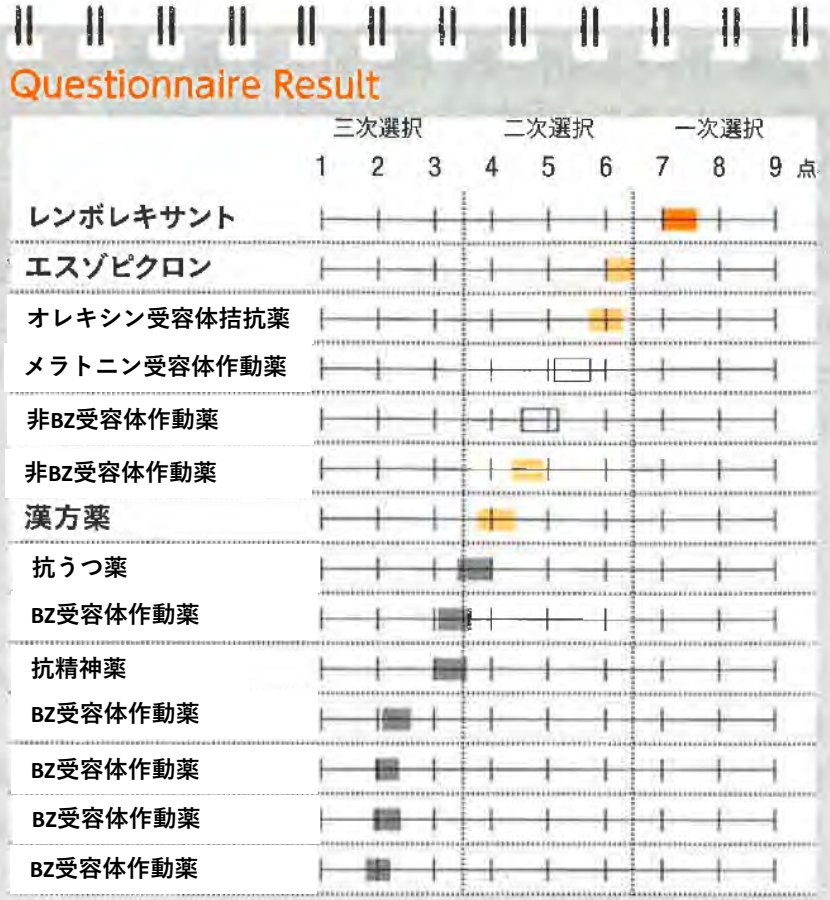 Questionnaire Result
三次選択 二次選択 一次選択
1 2 3 4 5 6 7 8 9 点
レンボレキサント
エスゾピクロン
オレキシン受容体拮抗薬
メラトニン受容体作動薬
非BZ受容体作動薬
非BZ受容体作動薬
漢方薬
抗うつ薬
BZ受容体作動薬
抗精神薬
BZ受容体作動薬
BZ受容体作動薬
BZ受容体作動薬
BZ受容体作動薬